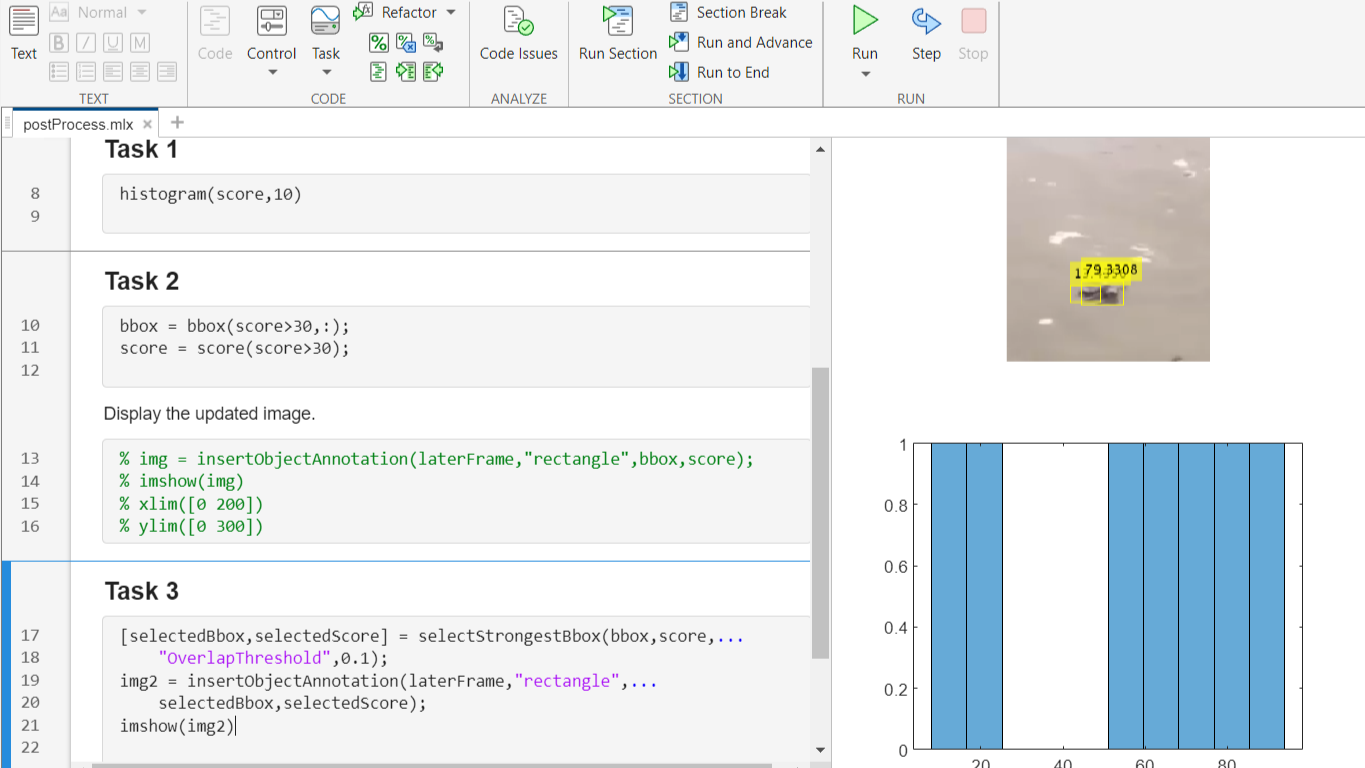 Text
Aa Normal
B I U M
TEXT
Code
Control
Task
Refactor
CODE
Code Issues
ANALYZE
Run Section
Section Break
Run and Advance
Run to End
SECTION
Run
Step
Stop
RUN
postProcess.mlx × +
Task 1
8 histogram(score,10)
9
Task 2
10 bbox = bbox(score>30,:);
11 score = score(score>30);
12
Display the updated image.
13 % img = insertObjectAnnotation(laterFrame,"rectangle",bbox,score);
14 % imshow(img)
15 % xlim([0 200])
16 % ylim([0 300])
Task 3
17 [selectedBbox,selectedScore] = selectStrongestBbox(bbox,score,...
18 "OverlapThreshold",0.1);
19 img2 = insertObjectAnnotation(laterFrame,"rectangle",...
20 selectedBbox,selectedScore);
21 imshow(img2)
22
79.3308
1
0.8
0.6
0.4
0.2
0
20 40 60 80